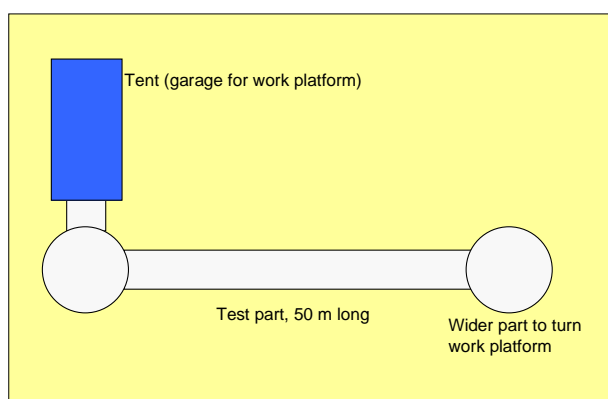 Tent (garage for work platform)
Test part, 50 m long
Wider part to turn
work platform